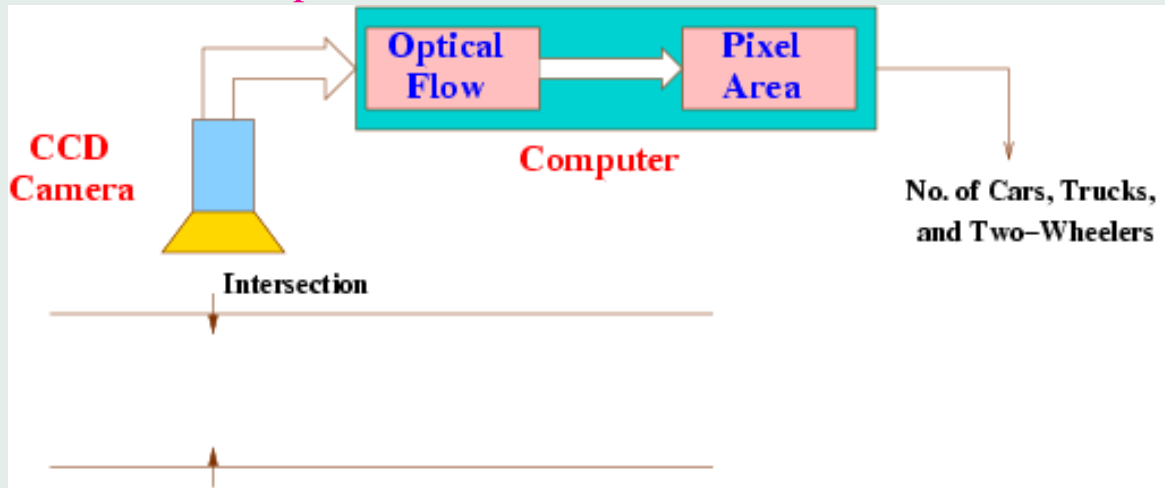 Optical
Flow
Pixel
Area
CCD
Camera
Computer
No. of Cars, Trucks,
and Two−Wheelers
Intersection